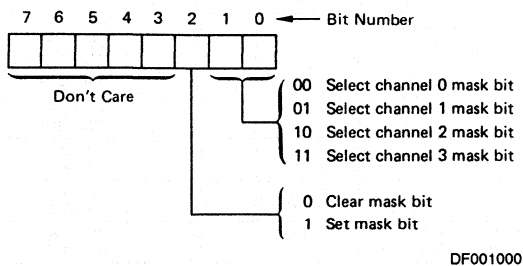 7 6 5 4 3 2 1 0 Bit Number
Don't Care
00 Select channel 0 mask bit
01 Select channel 1 mask bit
10 Select channel 2 mask bit
11 Select channel 3 mask bit
0 Clear mask bit
1 Set mask bit
DF001000